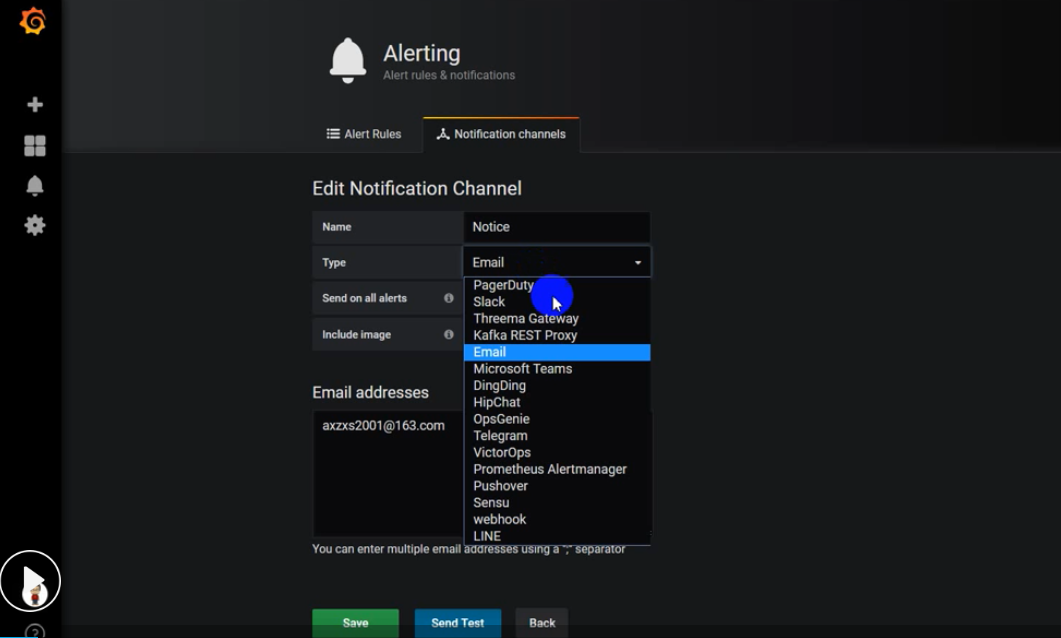 Alerting
Alert rules & notifications
Alert Rules
Notification channels
Edit Notification Channel
Name
Notice
Type
Email
Send on all alerts
Include image
PagerDuty
Slack
Threema Gateway
Kafka REST Proxy
Email
Microsoft Teams
DingDing
HipChat
OpsGenie
Telegram
VictorOps
Prometheus Alertmanager
Pushover
Sensu
webhook
LINE
Email addresses
axzxs2001@163.com
You can enter multiple email addresses using a ";" separator
Save
Send Test
Back